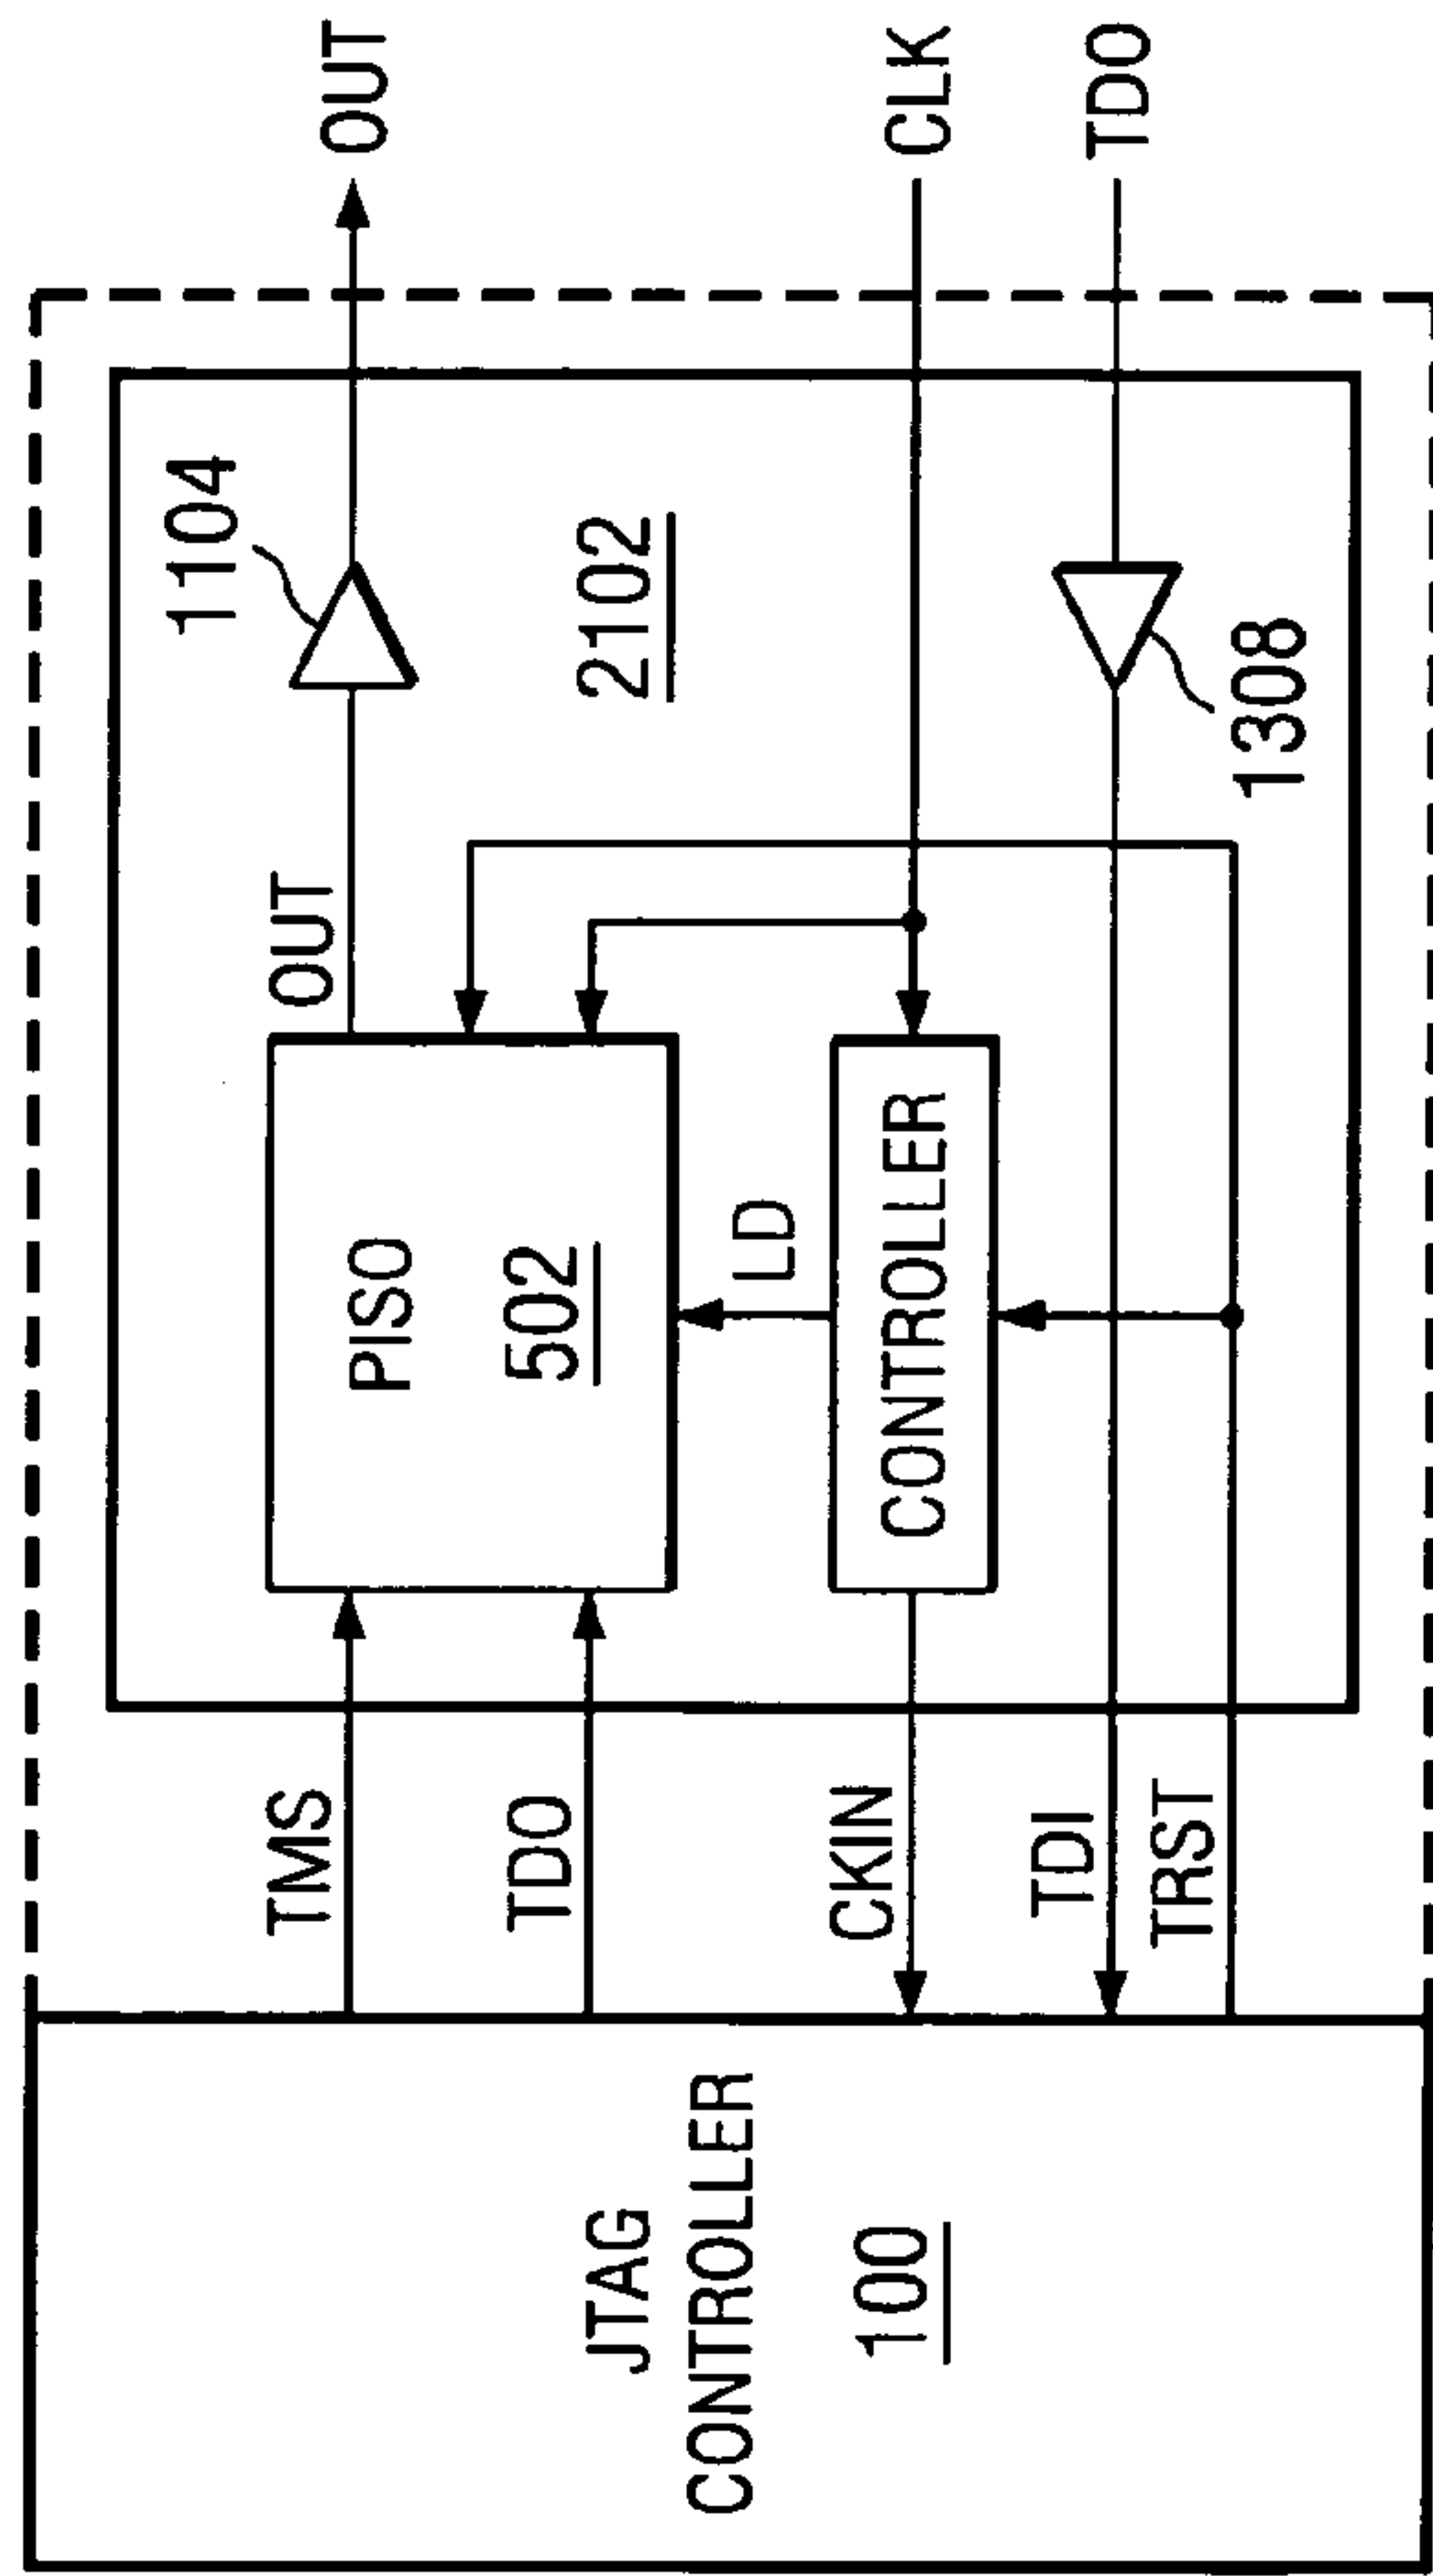 JTAG
CONTROLLER
100
TMS
TDO
CKIN
TDI
TRST
PISO
502
LD
CONTROLLER
OUT
1104
2102
1308
OUT
CLK
TDO